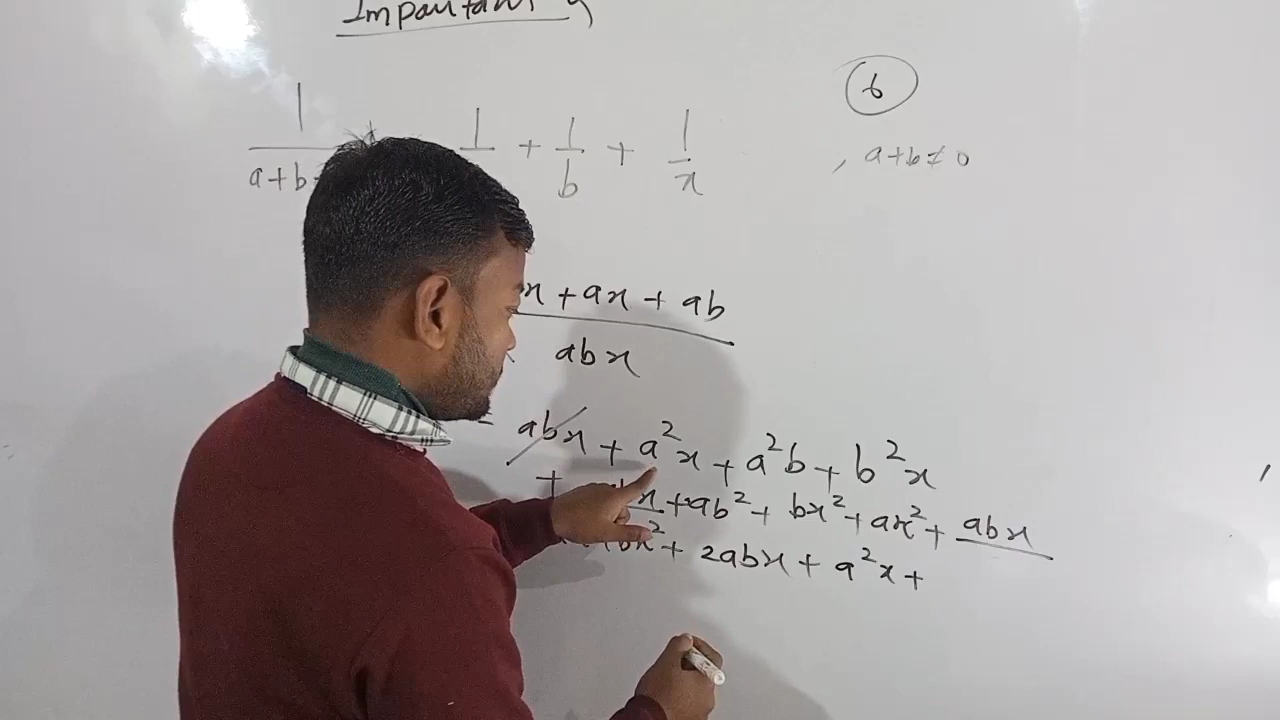 Important
6
1 1 + 1/b + 1/x , a+b≠0
a+b
x + ax + ab
abx
= abx + a²x + a²b + b²x
+ x + ab² + bx² + ax² + abx
bx² + 2abx + a²x +